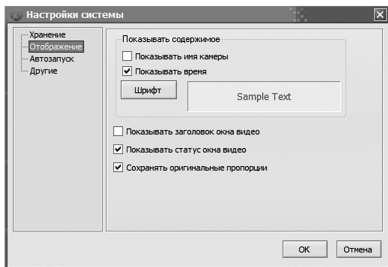 Настройки системы
Хранение
Отображение
Автозапуск
Другие
Показывать содержимое
Показывать имя камеры
Показывать время
Шрифт
Sample Text
Показывать заголовок окна видео
Показывать статус окна видео
Сохранять оригинальные пропорции
OK
Отмена